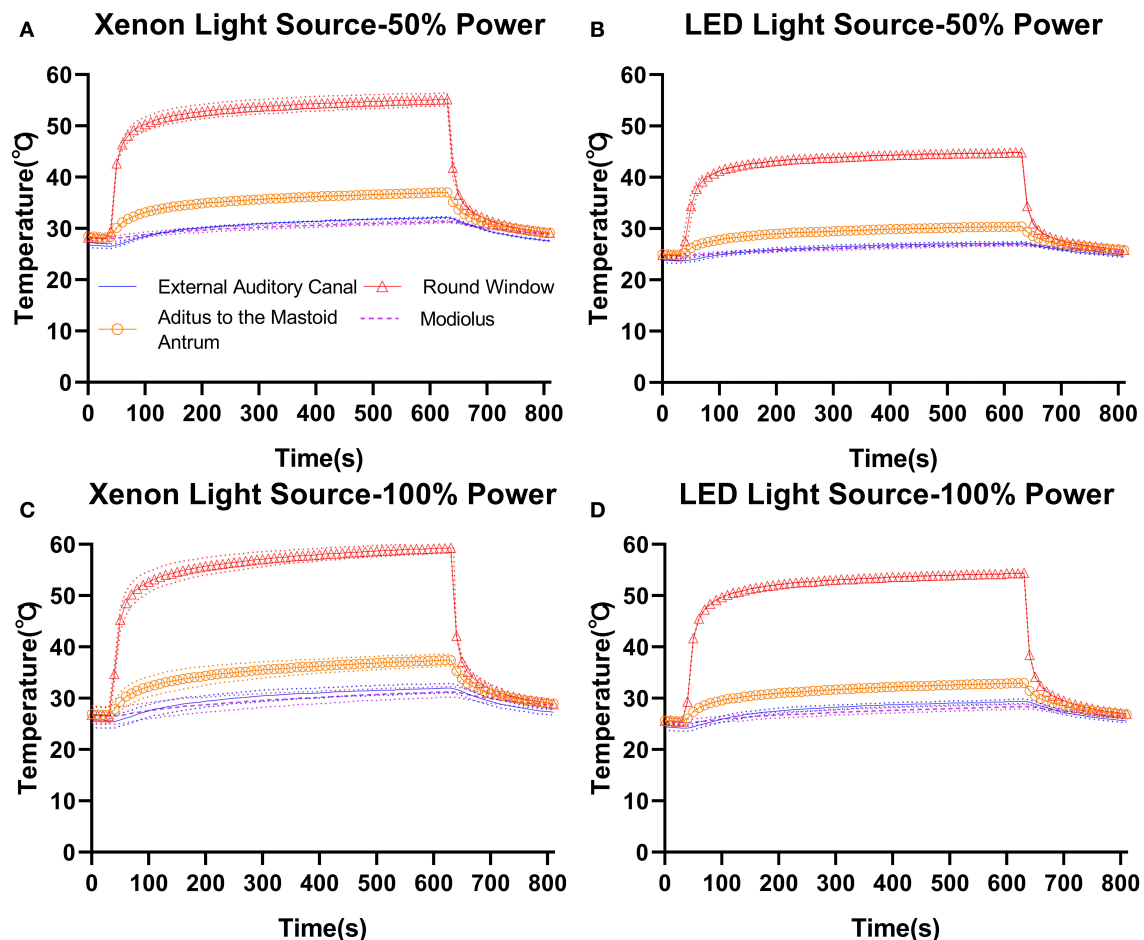 A Xenon Light Source-50% Power
60
50
40
30
20
10
0
Temperature(℃)
External Auditory Canal
Round Window
Aditus to the Mastoid
Antrum
Modiolus
0 100 200 300 400 500 600 700 800
Time(s)
B LED Light Source-50% Power
60
50
40
30
20
10
0
Temperature(℃)
0 100 200 300 400 500 600 700 800
Time(s)
C Xenon Light Source-100% Power
60
50
40
30
20
10
0
Temperature(℃)
0 100 200 300 400 500 600 700 800
Time(s)
D LED Light Source-100% Power
60
50
40
30
20
10
0
Temperature(℃)
0 100 200 300 400 500 600 700 800
Time(s)